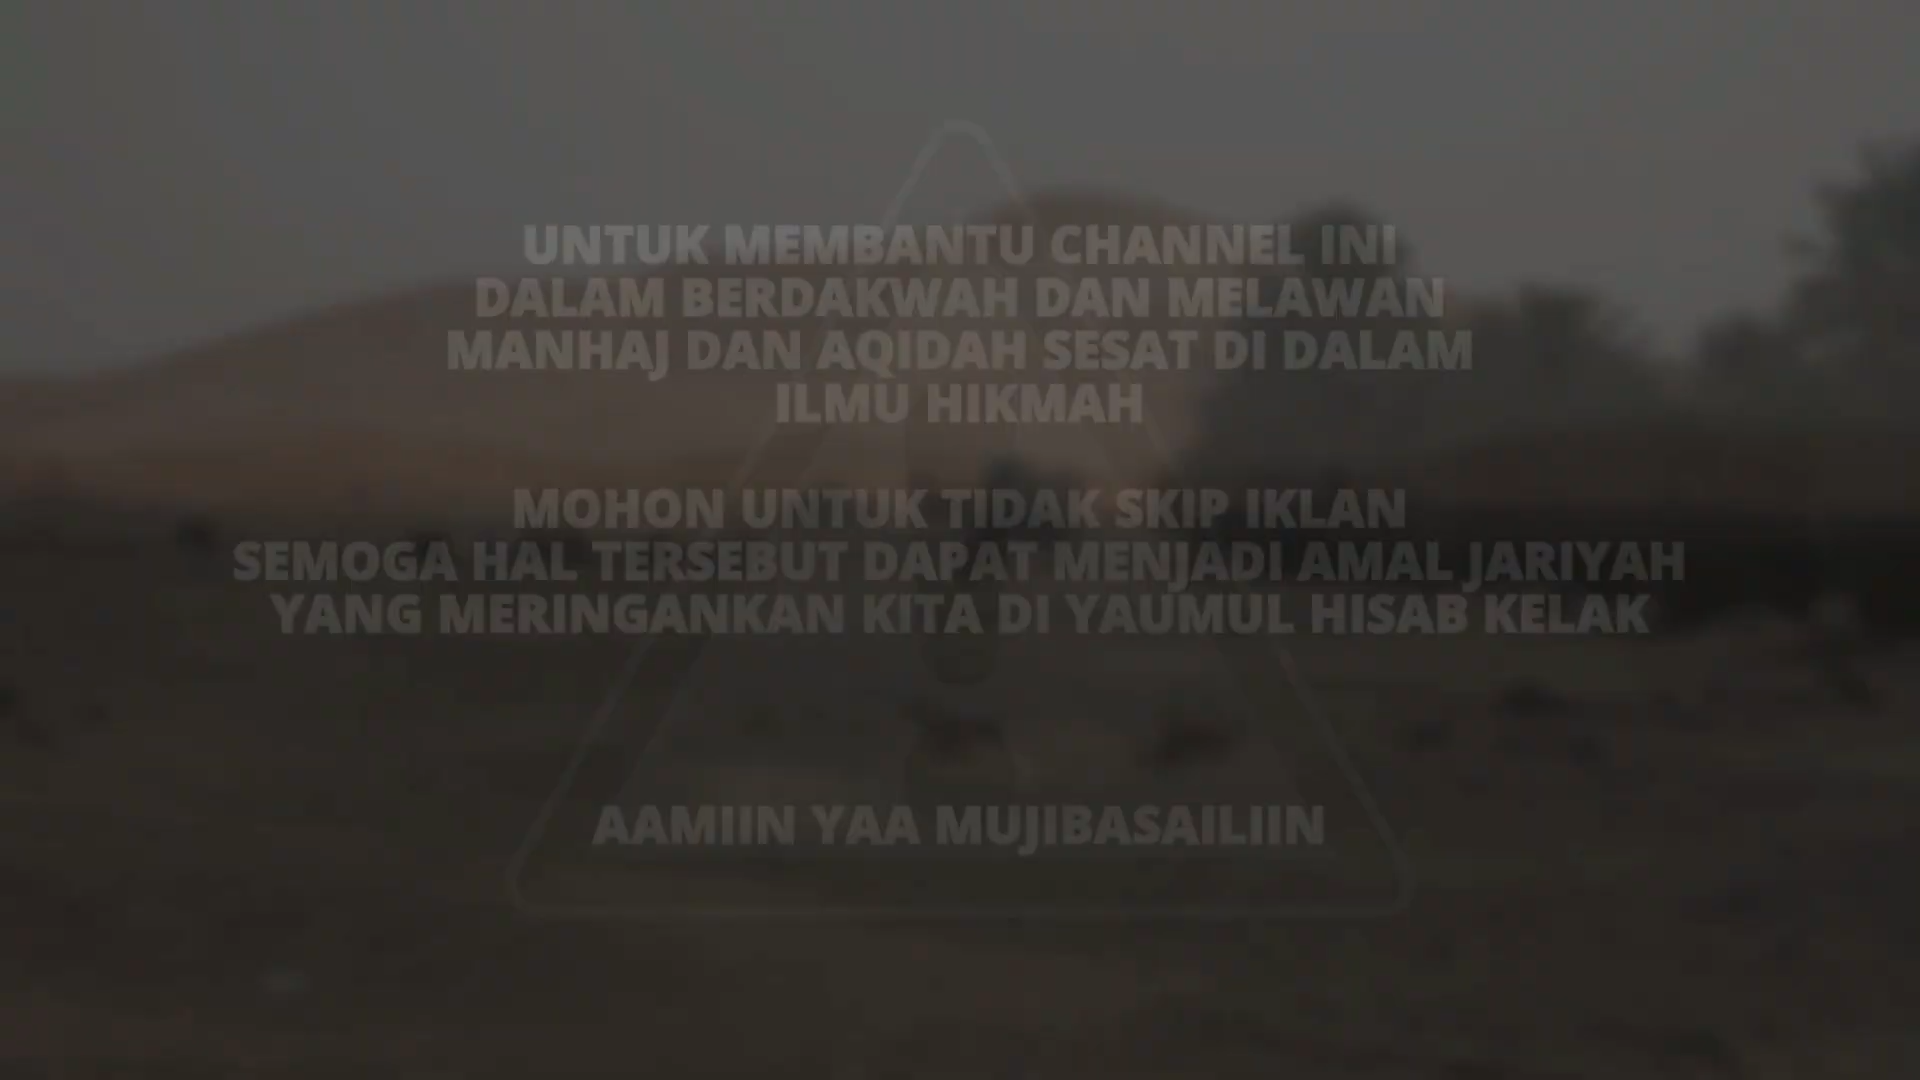 UNTUK MEMBANTU CHANNEL INI
DALAM BERDAKWAH DAN MELAWAN
MANHAJ DAN AQIDAH SESAT DI DALAM
ILMU HIKMAH
MOHON UNTUK TIDAK SKIP IKLAN
SEMOGA HAL TERSEBUT DAPAT MENJADI AMAL JARIYAH
YANG MERINGANKAN KITA DI YAUMUL HISAB KELAK
AAMIIN YAA MUJIBASAILIIN